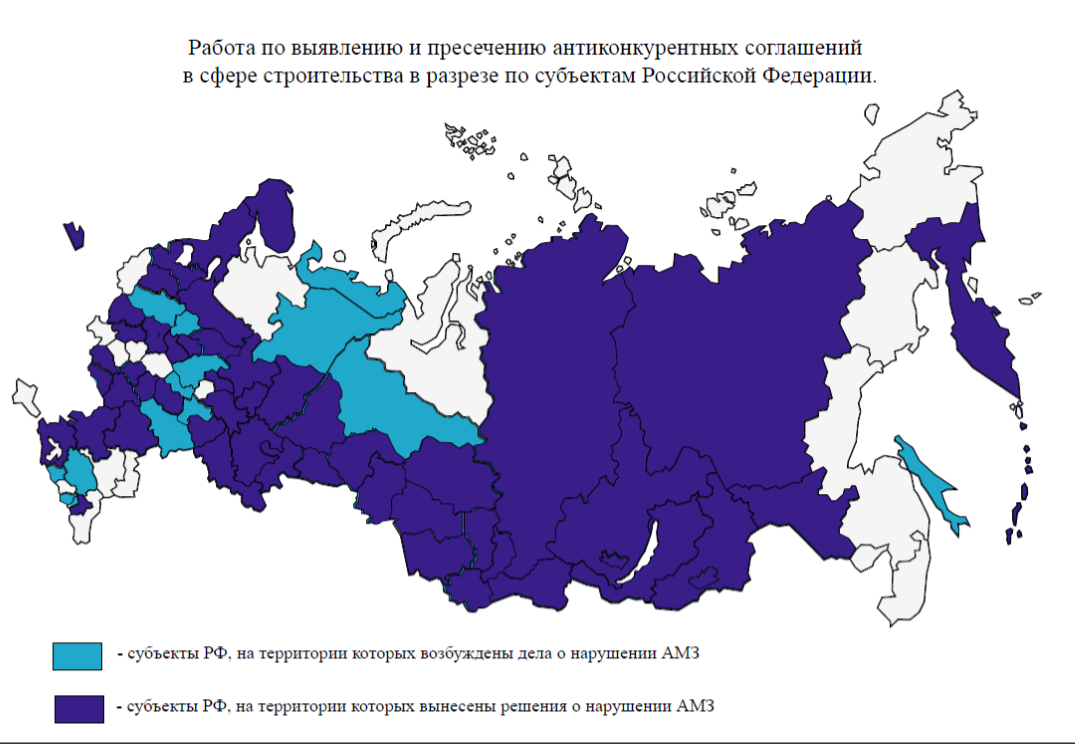 Работа по выявлению и пресечению антиконкурентных соглашений
в сфере строительства в разрезе по субъектам Российской Федерации.
- субъекты РФ, на территории которых возбуждены дела о нарушении АМЗ
- субъекты РФ, на территории которых вынесены решения о нарушении АМЗ